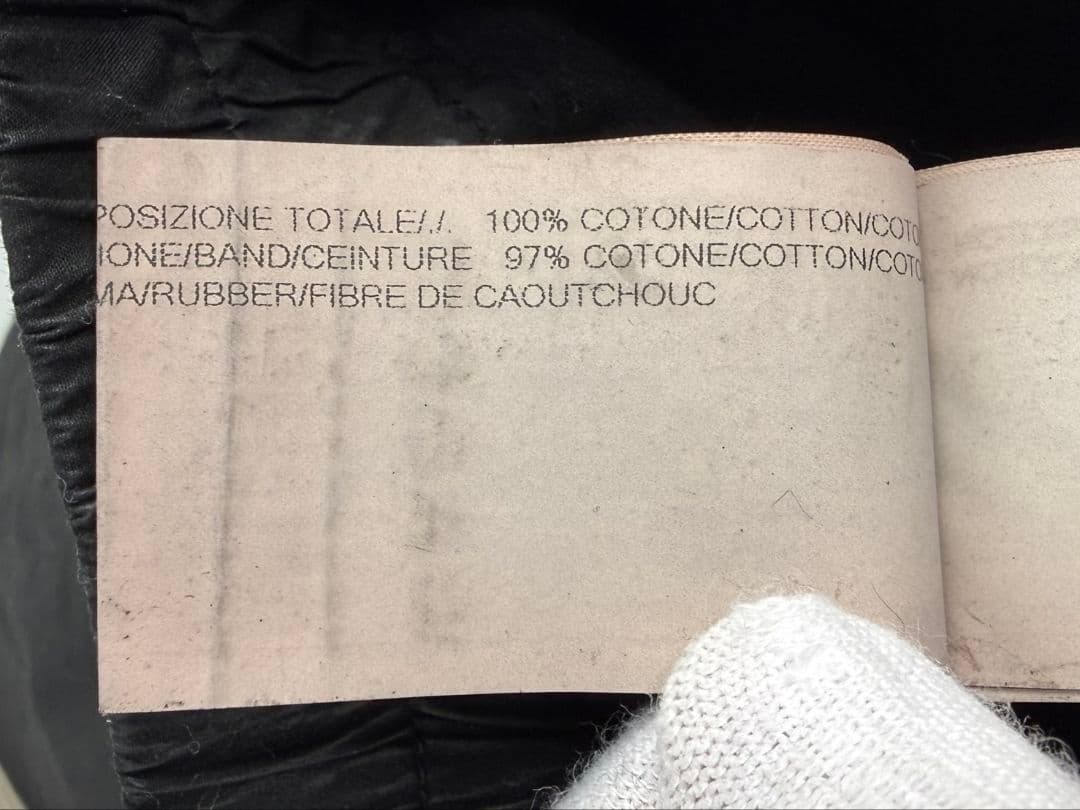 POSIZIONE TOTALE/./. 100% COTONE/COTTON/COTO
IONE/BAND/CEINTURE 97% COTONE/COTTON/COTO
MA/RUBBER/FIBRE DE CAOUTCHOUC